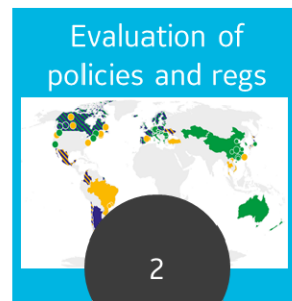 Evaluation of
policies and regs
2